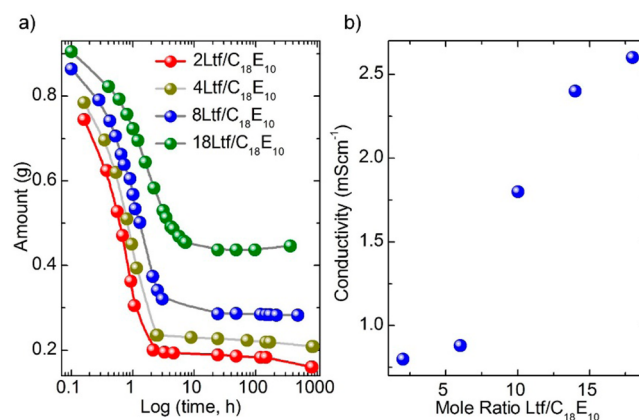 a)
Amount (g)
0.8
0.6
0.4
0.2
2Ltf/C18E10
4Ltf/C18E10
8Ltf/C18E10
18Ltf/C18E10
0.1 1 10 100 1000
Log (time, h)
b)
Conductivity (mScm-1)
2.5
2.0
1.5
1.0
5 10 15
Mole Ratio Ltf/C18E10